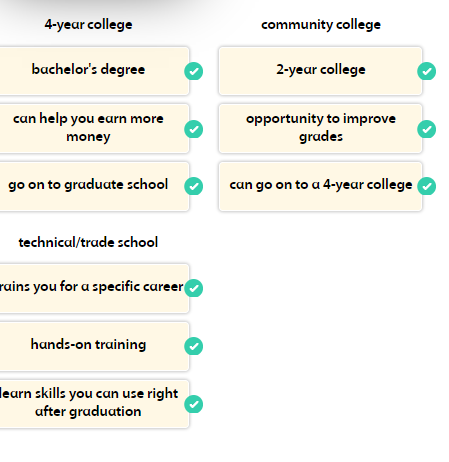 4-year college
community college
bachelor's degree
2-year college
can help you earn more
money
opportunity to improve
grades
go on to graduate school
can go on to a 4-year college
technical/trade school
rains you for a specific career
hands-on training
learn skills you can use right
after graduation